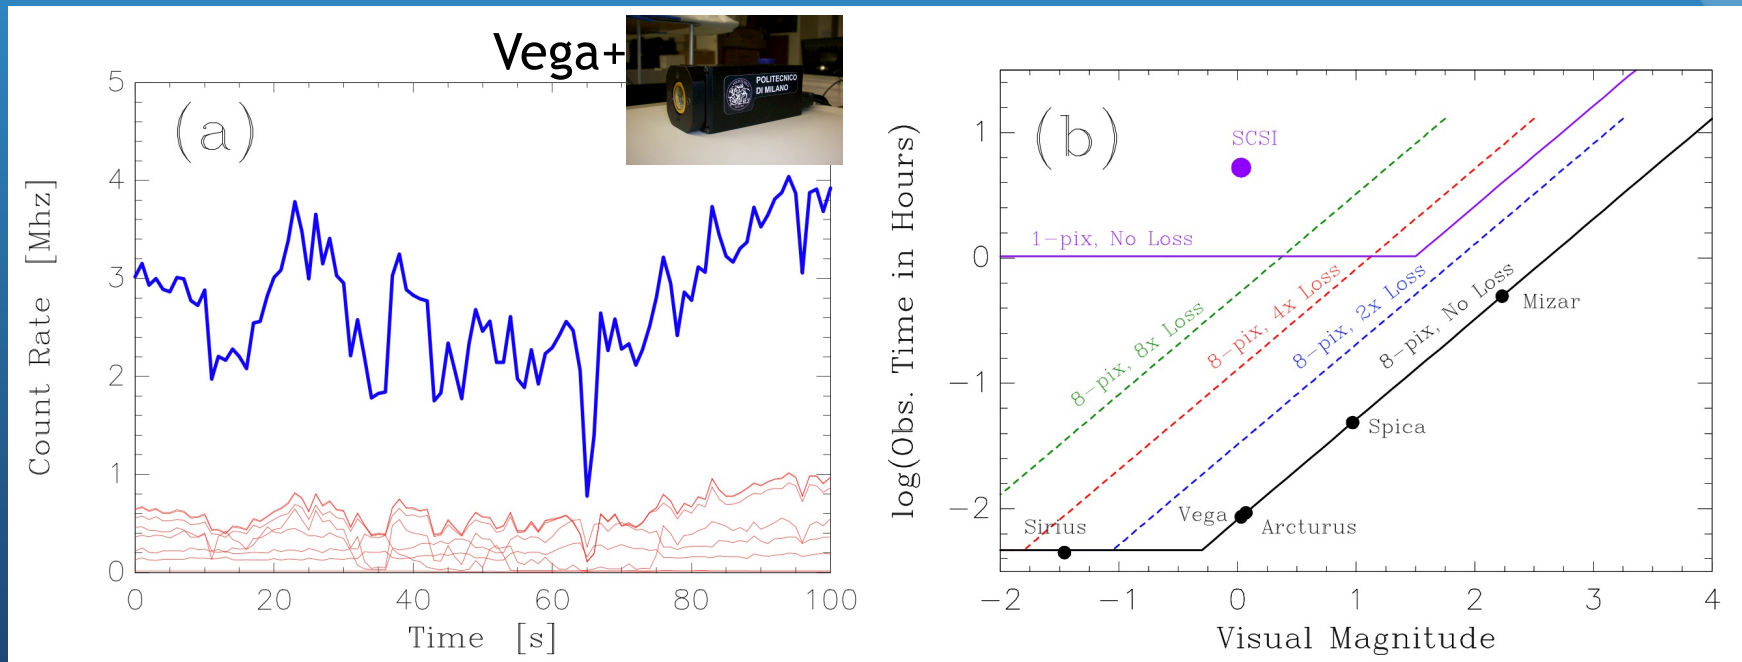 Vega+
POLITECNICO
DI MILANO
(a)
Count Rate [Mhz]
5
4
3
2
1
0
0 20 40 60 80 100
Time [s]
(b)
log(Obs. Time in Hours)
1
0
−1
−2
SCSI
1-pix, No Loss
8-pix, 8x Loss
8-pix, 4x Loss
8-pix, 2x Loss
8-pix, No Loss
Mizar
Spica
Vega
Arcturus
Sirius
−2 −1 0 1 2 3 4
Visual Magnitude